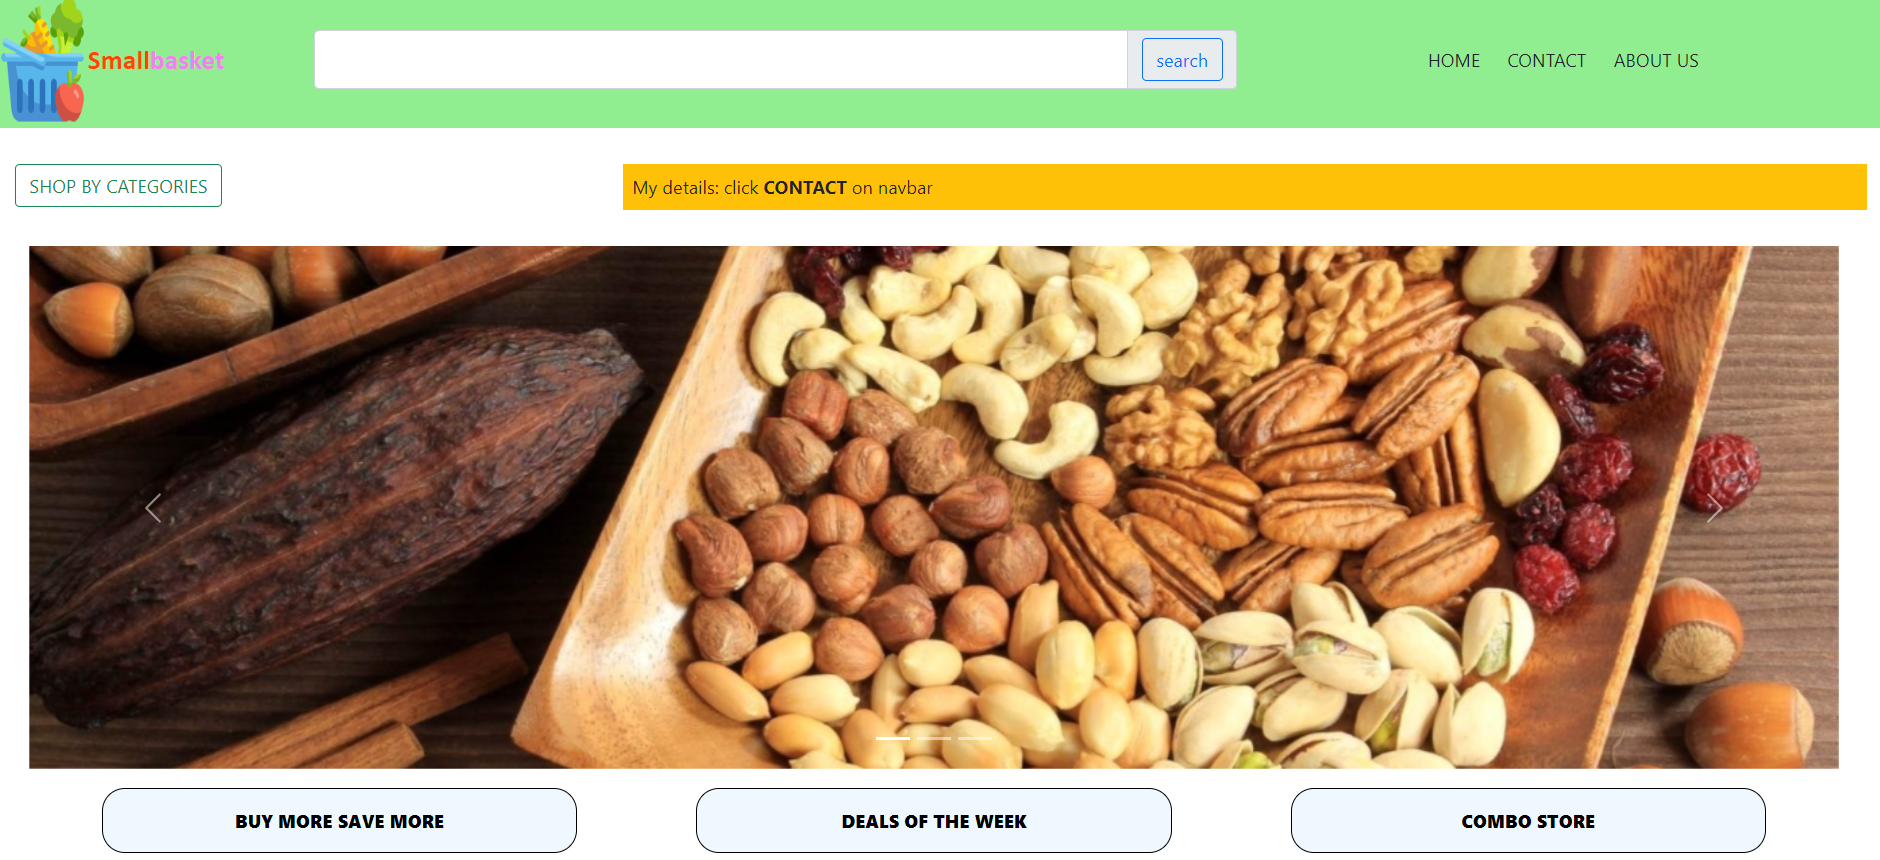 Smallbasket
search
HOME CONTACT ABOUT US
SHOP BY CATEGORIES
My details: click CONTACT on navbar
BUY MORE SAVE MORE
DEALS OF THE WEEK
COMBO STORE